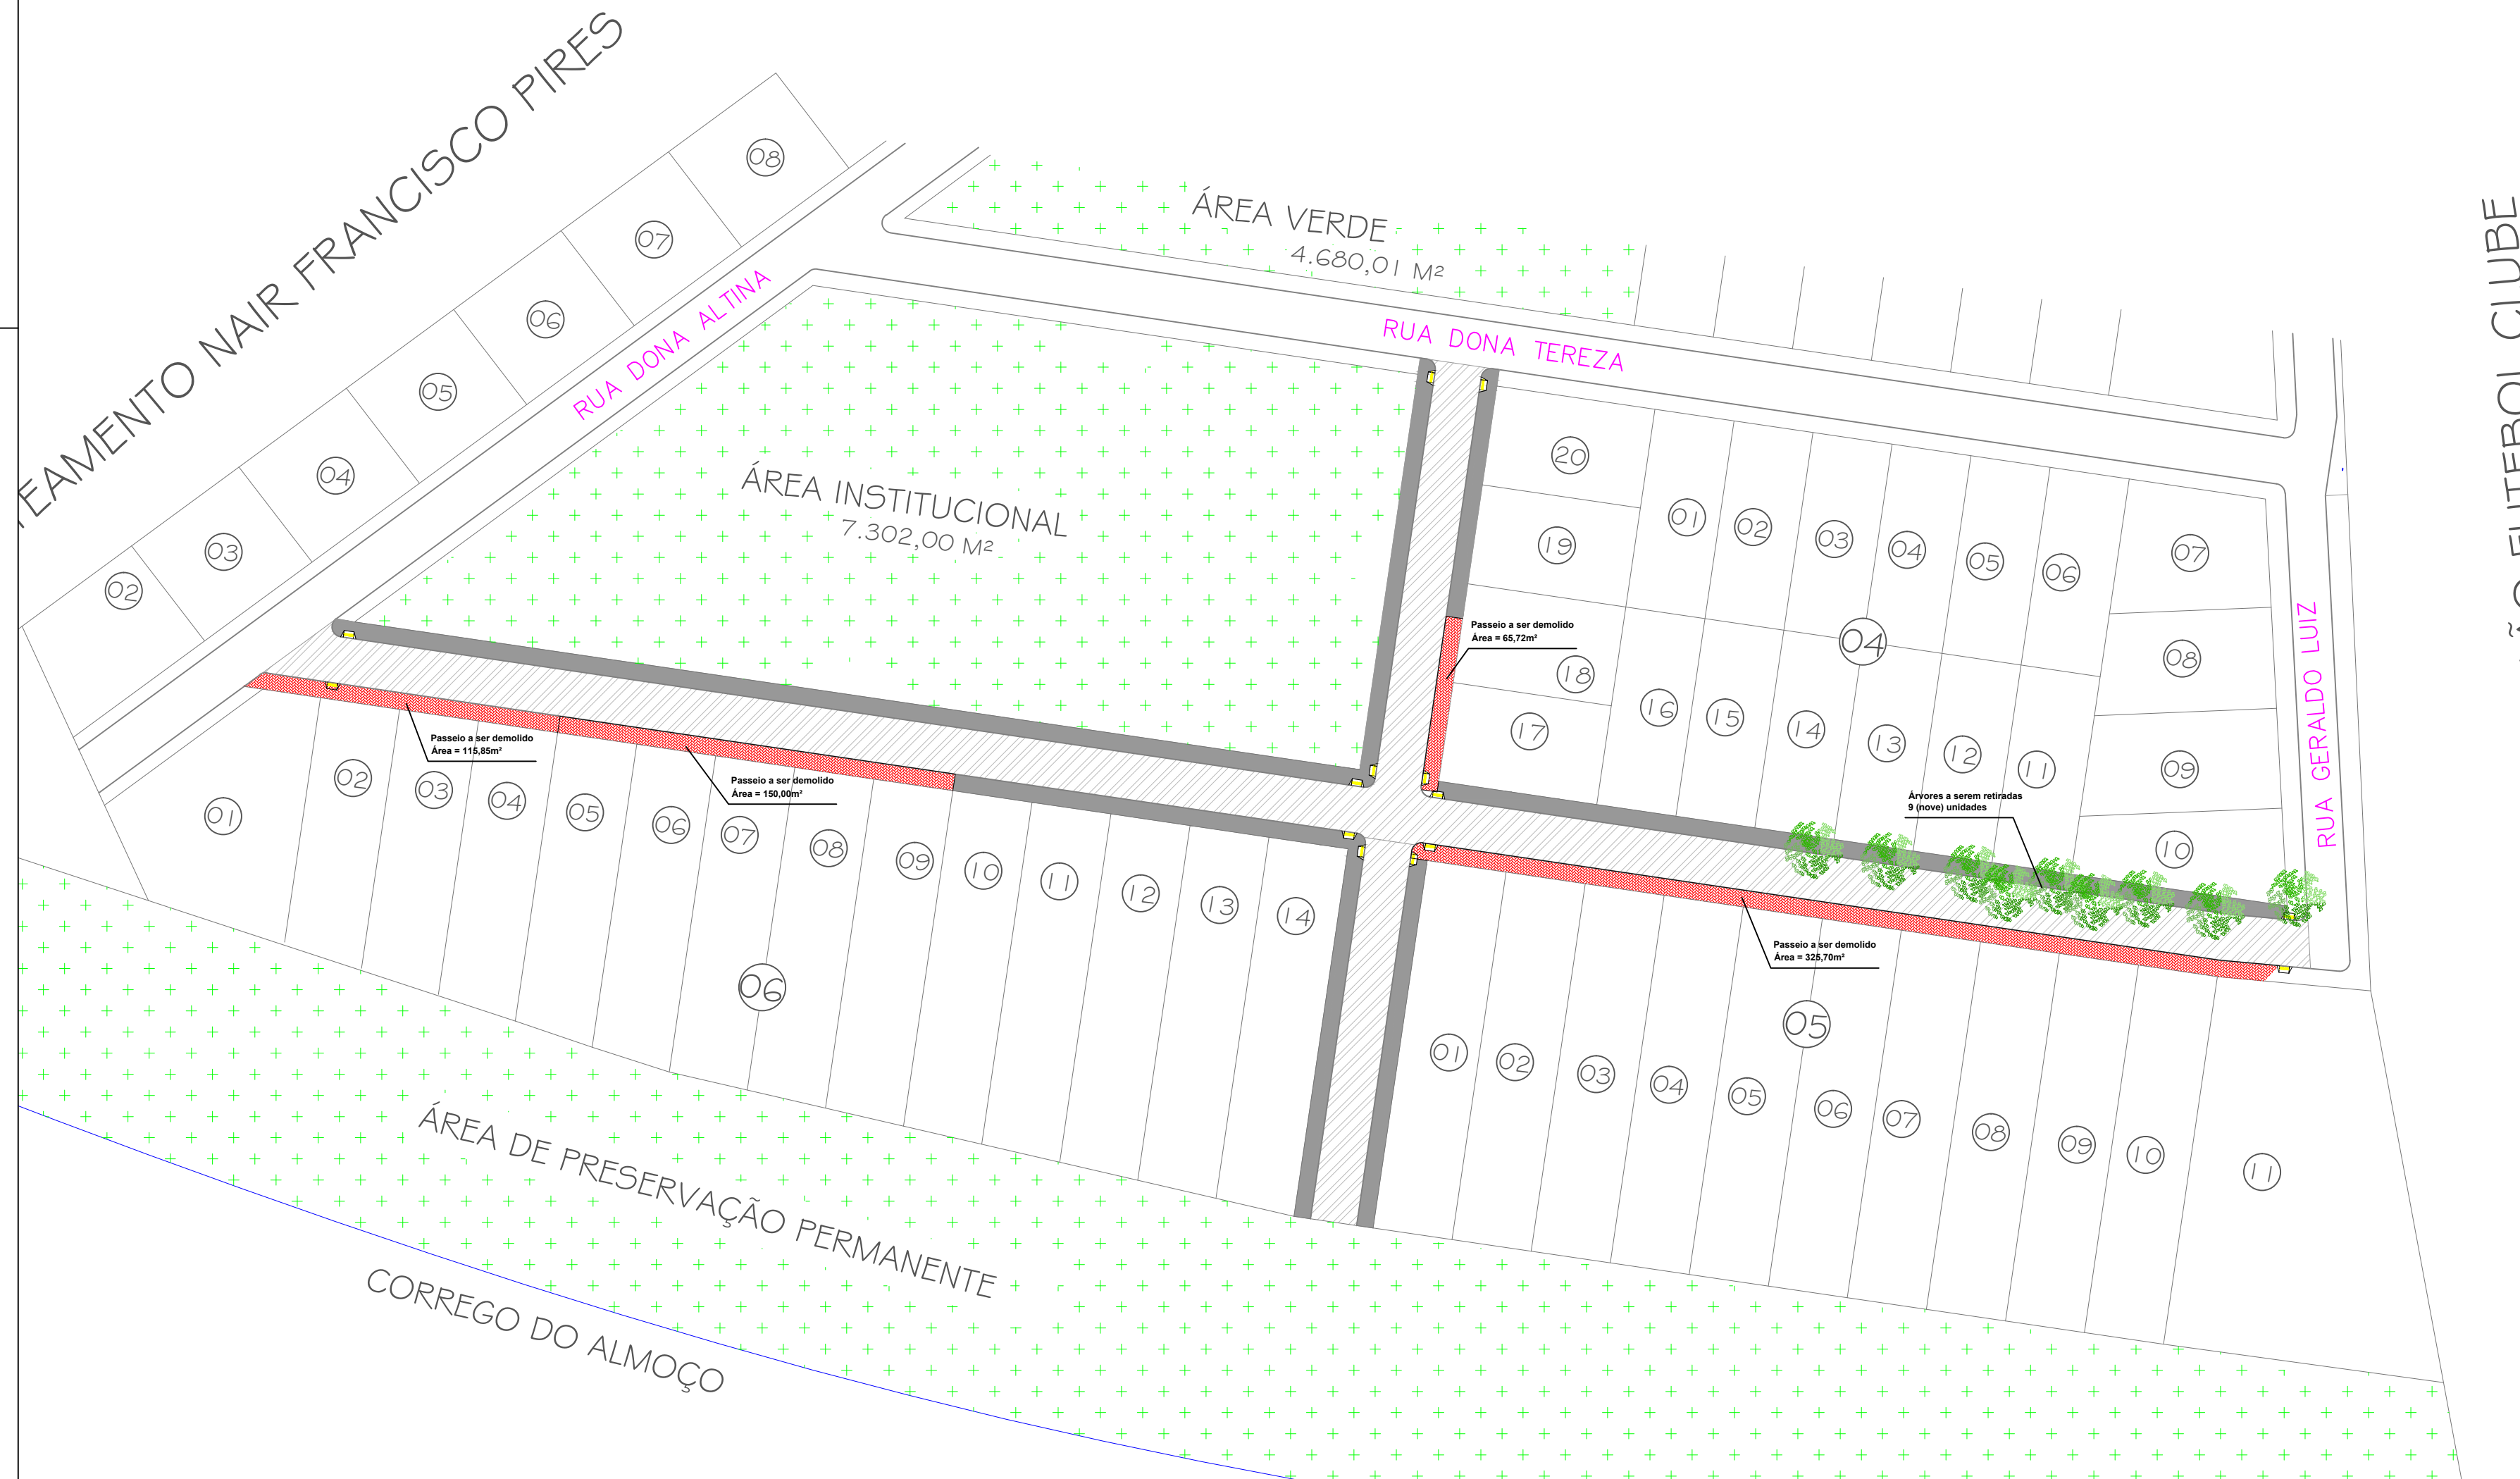 TEAMENTO NAIR FRANCISCO PIRES
08
07
06
05
04
03
02
RUA DONA ALTINA
ÁREA VERDE
4.680,01 M²
RUA DONA TEREZA
CLUBE
ÁREA INSTITUCIONAL
7.302,00 M²
20
19
18
17
01
02
03
04
05
06
07
08
09
10
04
16
15
14
13
12
11
RUA GERALDO LUIZ
Passeio a ser demolido
Área = 65,72m²
Passeio a ser demolido
Área = 115,85m²
Passeio a ser demolido
Área = 150,00m²
Árvores a serem retiradas
9 (nove) unidades
Passeio a ser demolido
Área = 325,70m²
01
02
03
04
05
06
07
08
09
10
11
12
13
14
06
05
01
02
03
04
05
06
07
08
09
10
11
ÁREA DE PRESERVAÇÃO PERMANENTE
CORREGO DO ALMOÇO